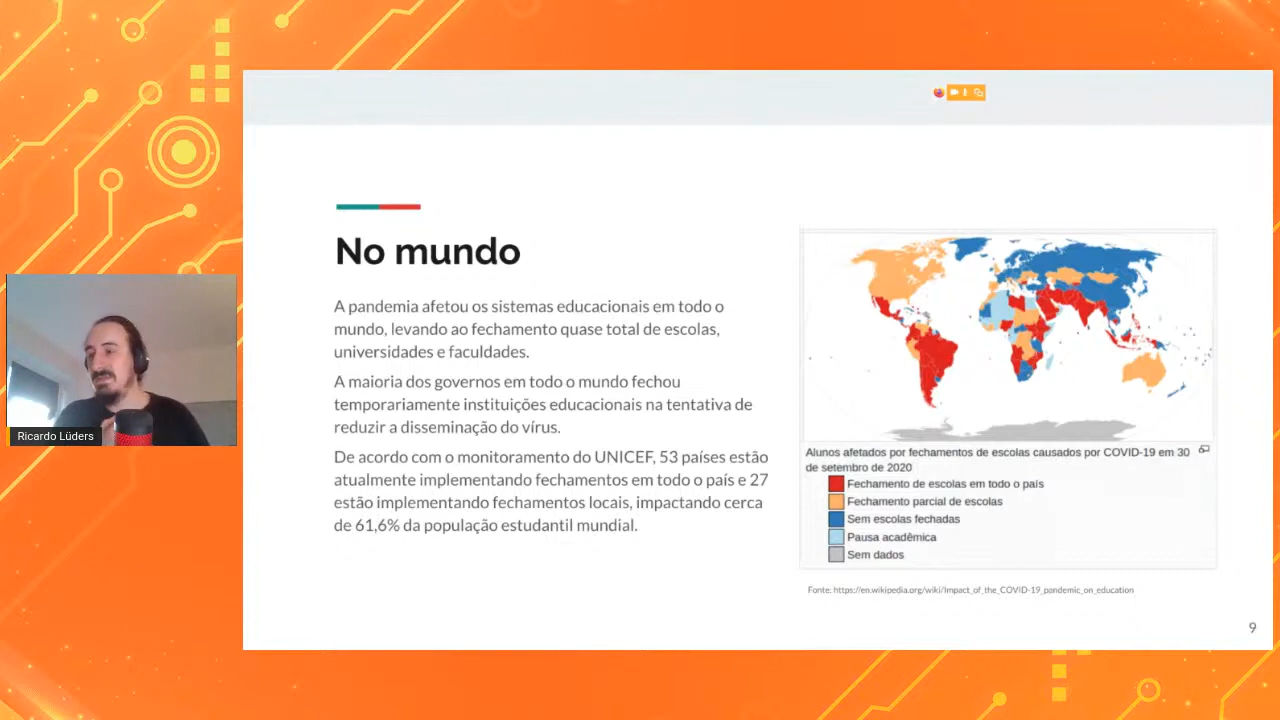 No mundo
A pandemia afetou os sistemas educacionais em todo o
mundo, levando ao fechamento quase total de escolas,
universidades e faculdades.
A maioria dos governos em todo o mundo fechou
temporariamente instituições educacionais na tentativa de
reduzir a disseminação do vírus.
De acordo com o monitoramento do UNICEF, 53 países estão
atualmente implementando fechamentos em todo o país e 27
estão implementando fechamentos locais, impactando cerca
de 61,6% da população estudantil mundial.
Alunos afetados por fechamentos de escolas causados por COVID-19 em 30
de setembro de 2020
Fechamento de escolas em todo o país
Fechamento parcial de escolas
Sem escolas fechadas
Pausa acadêmica
Sem dados
Fonte: https://en.wikipedia.org/wiki/Impact_of_the_COVID-19_pandemic_on_education
9
Ricardo Lüders